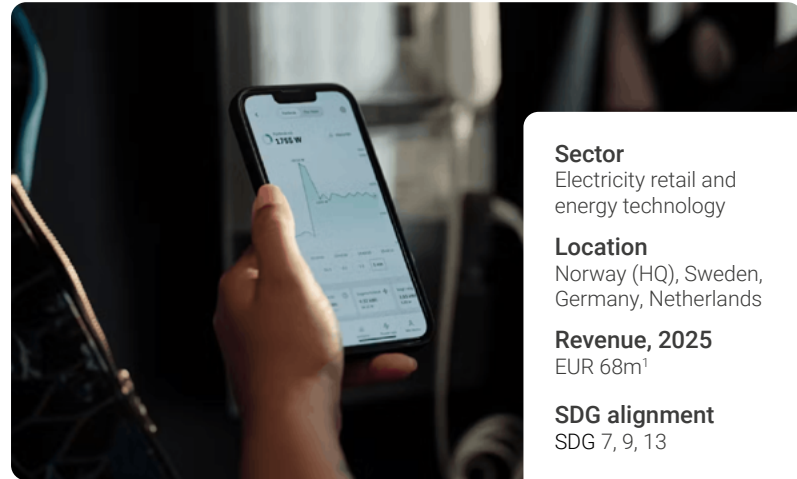 1755 W
Sector
Electricity retail and
energy technology
Location
Norway (HQ), Sweden,
Germany, Netherlands
Revenue, 2025
EUR 68m¹
SDG alignment
SDG 7, 9, 13